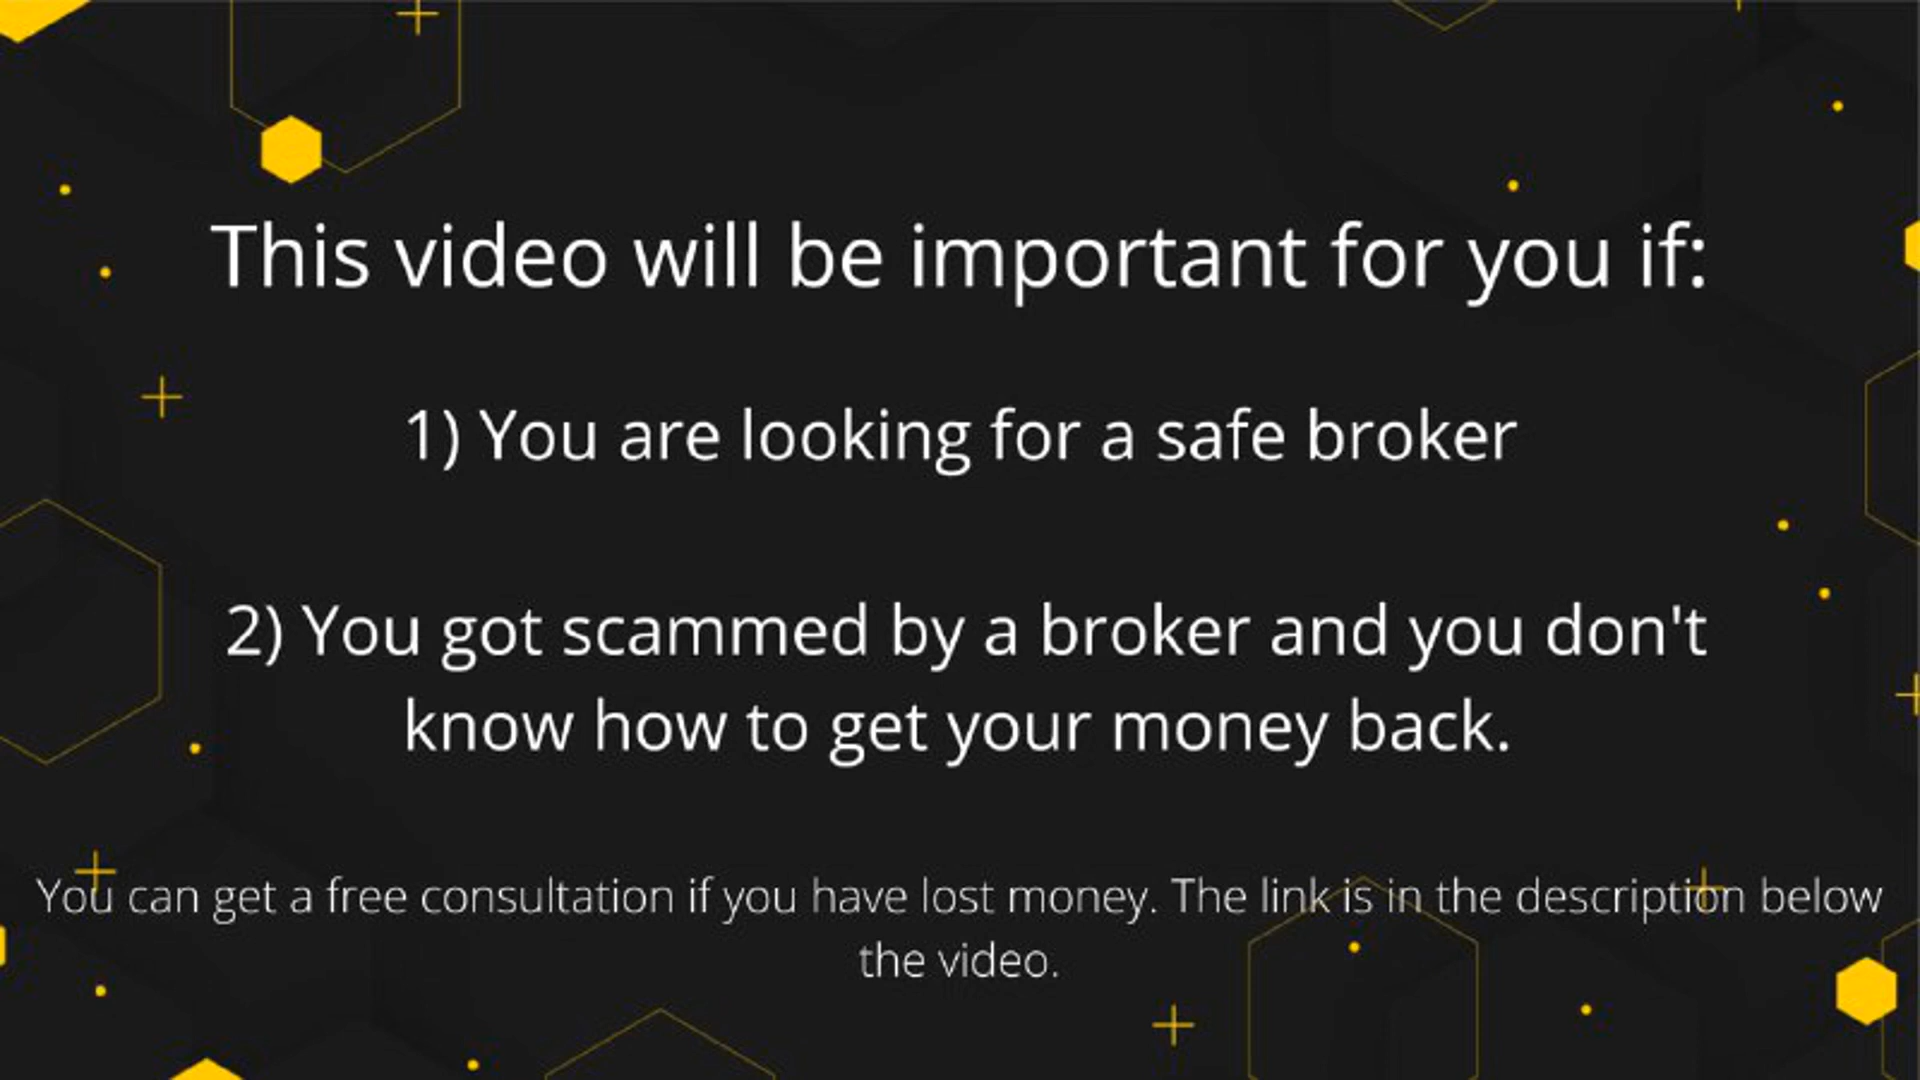 This video will be important for you if:
1) You are looking for a safe broker
2) You got scammed by a broker and you don't
know how to get your money back.
You can get a free consultation if you have lost money. The link is in the description below
the video.